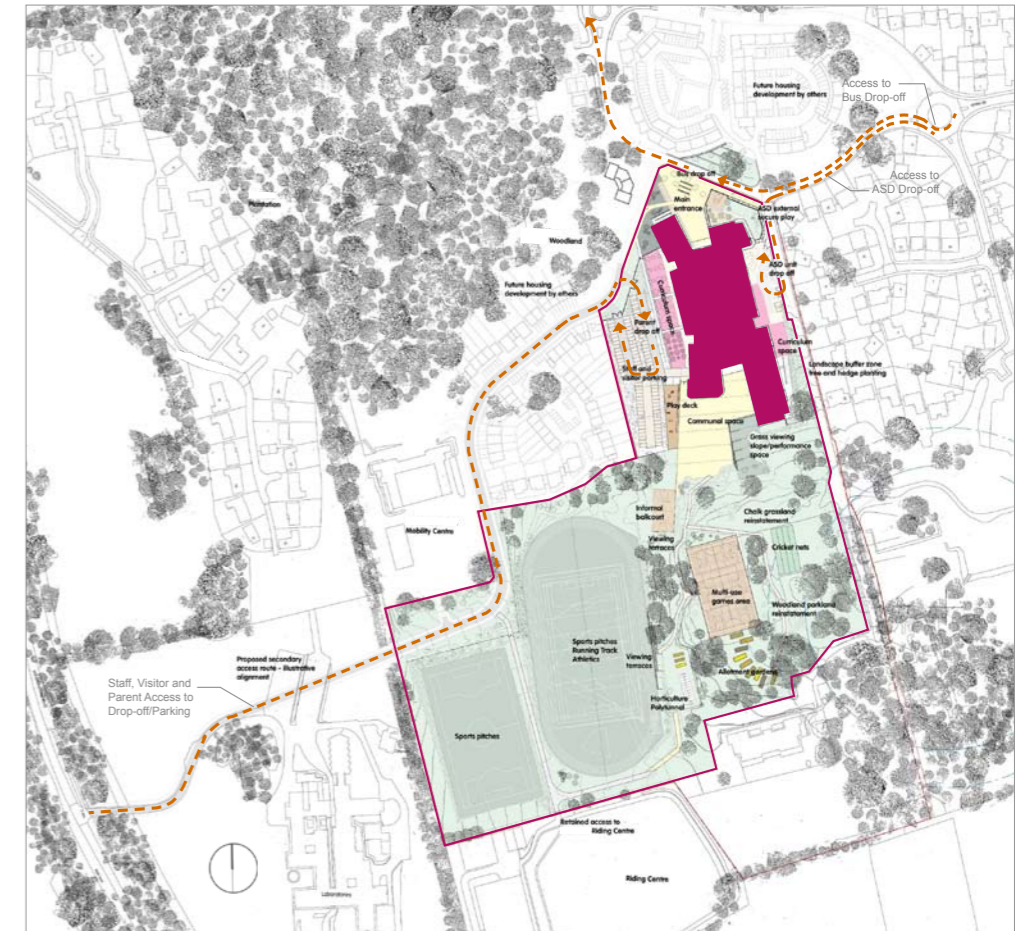 Future housing
development by others
Access to
Bus Drop-off
Access to
ASD Drop-off
Bus drop off
Main
entrance
ASD external
secure play
Plantation
Woodland
ASD unit
drop off
Future housing
development by others
Curriculum space
Parent
drop off
Curriculum
space
Landscape buffer zone
tree and hedge planting
Staff and
visitor parking
Play deck
Communal space
Grass viewing
slope/performance
space
Informal
ballcourt
Chalk grassland
reinstatement
Mobility Centre
Viewing
terraces
Cricket nets
Multi-use
games area
Woodland parkland
reinstatement
Sports pitches
Running Track
Athletics
Viewing
terraces
Proposed secondary
access route - illustrative
alignment
Allotment gardens
Staff, Visitor and
Parent Access to
Drop-off/Parking
Horticulture
Polytunnel
Sports pitches
Retained access to
Riding Centre
Riding Centre
Laboratories